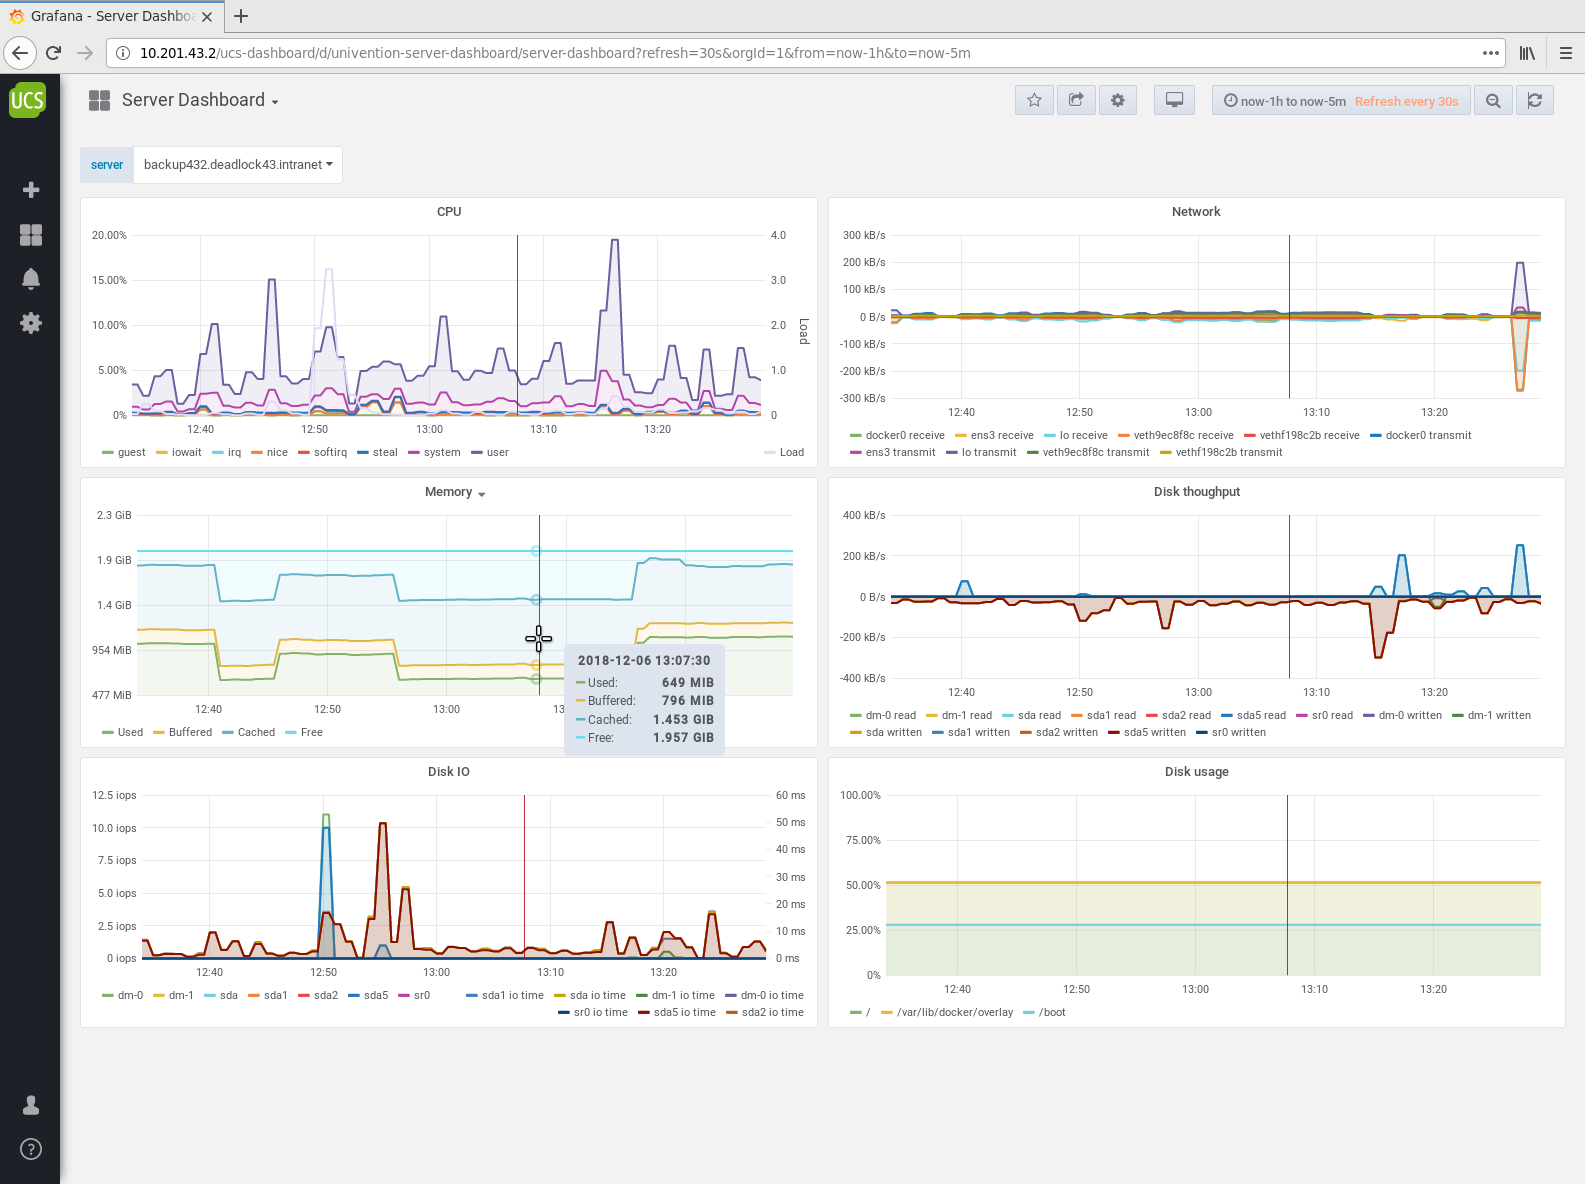 Grafana - Server Dashbo
10.201.43.2/ucs-dashboard/d/univention-server-dashboard/server-dashboard?refresh=30s&orgId=1&from=now-1h&to=now-5m
UCS
Server Dashboard
now-1h to now-5m Refresh every 30s
server backup432.deadlock43.intranet
CPU
20.00%
15.00%
10.00%
5.00%
0%
4.0
3.0
2.0
1.0
0
Load
12:40 12:50 13:00 13:10 13:20
guest iowait irq nice softirq steal system user Load
Network
300 kB/s
200 kB/s
100 kB/s
0 B/s
-100 kB/s
-200 kB/s
-300 kB/s
12:40 12:50 13:00 13:10 13:20
docker0 receive ens3 receive lo receive veth9ec8f8c receive vethf198c2b receive docker0 transmit
ens3 transmit lo transmit veth9ec8f8c transmit vethf198c2b transmit
Memory
2.3 GiB
1.9 GiB
1.4 GiB
954 MiB
477 MiB
12:40 12:50 13:00 13
2018-12-06 13:07:30
Used: 649 MIB
Buffered: 796 MIB
Cached: 1.453 GIB
Free: 1.957 GIB
Used Buffered Cached Free
Disk thoughput
400 kB/s
200 kB/s
0 B/s
-200 kB/s
-400 kB/s
12:40 12:50 13:00 13:10 13:20
dm-0 read dm-1 read sda read sda1 read sda2 read sda5 read sr0 read dm-0 written dm-1 written
sda written sda1 written sda2 written sda5 written sr0 written
Disk IO
12.5 iops
10.0 iops
7.5 iops
5.0 iops
2.5 iops
0 iops
60 ms
50 ms
40 ms
30 ms
20 ms
10 ms
0 ms
12:40 12:50 13:00 13:10 13:20
dm-0 dm-1 sda sda1 sda2 sda5 sr0 sda1 io time sda io time dm-1 io time dm-0 io time
sr0 io time sda5 io time sda2 io time
Disk usage
100.00%
75.00%
50.00%
25.00%
0%
12:40 12:50 13:00 13:10 13:20
/ /var/lib/docker/overlay /boot